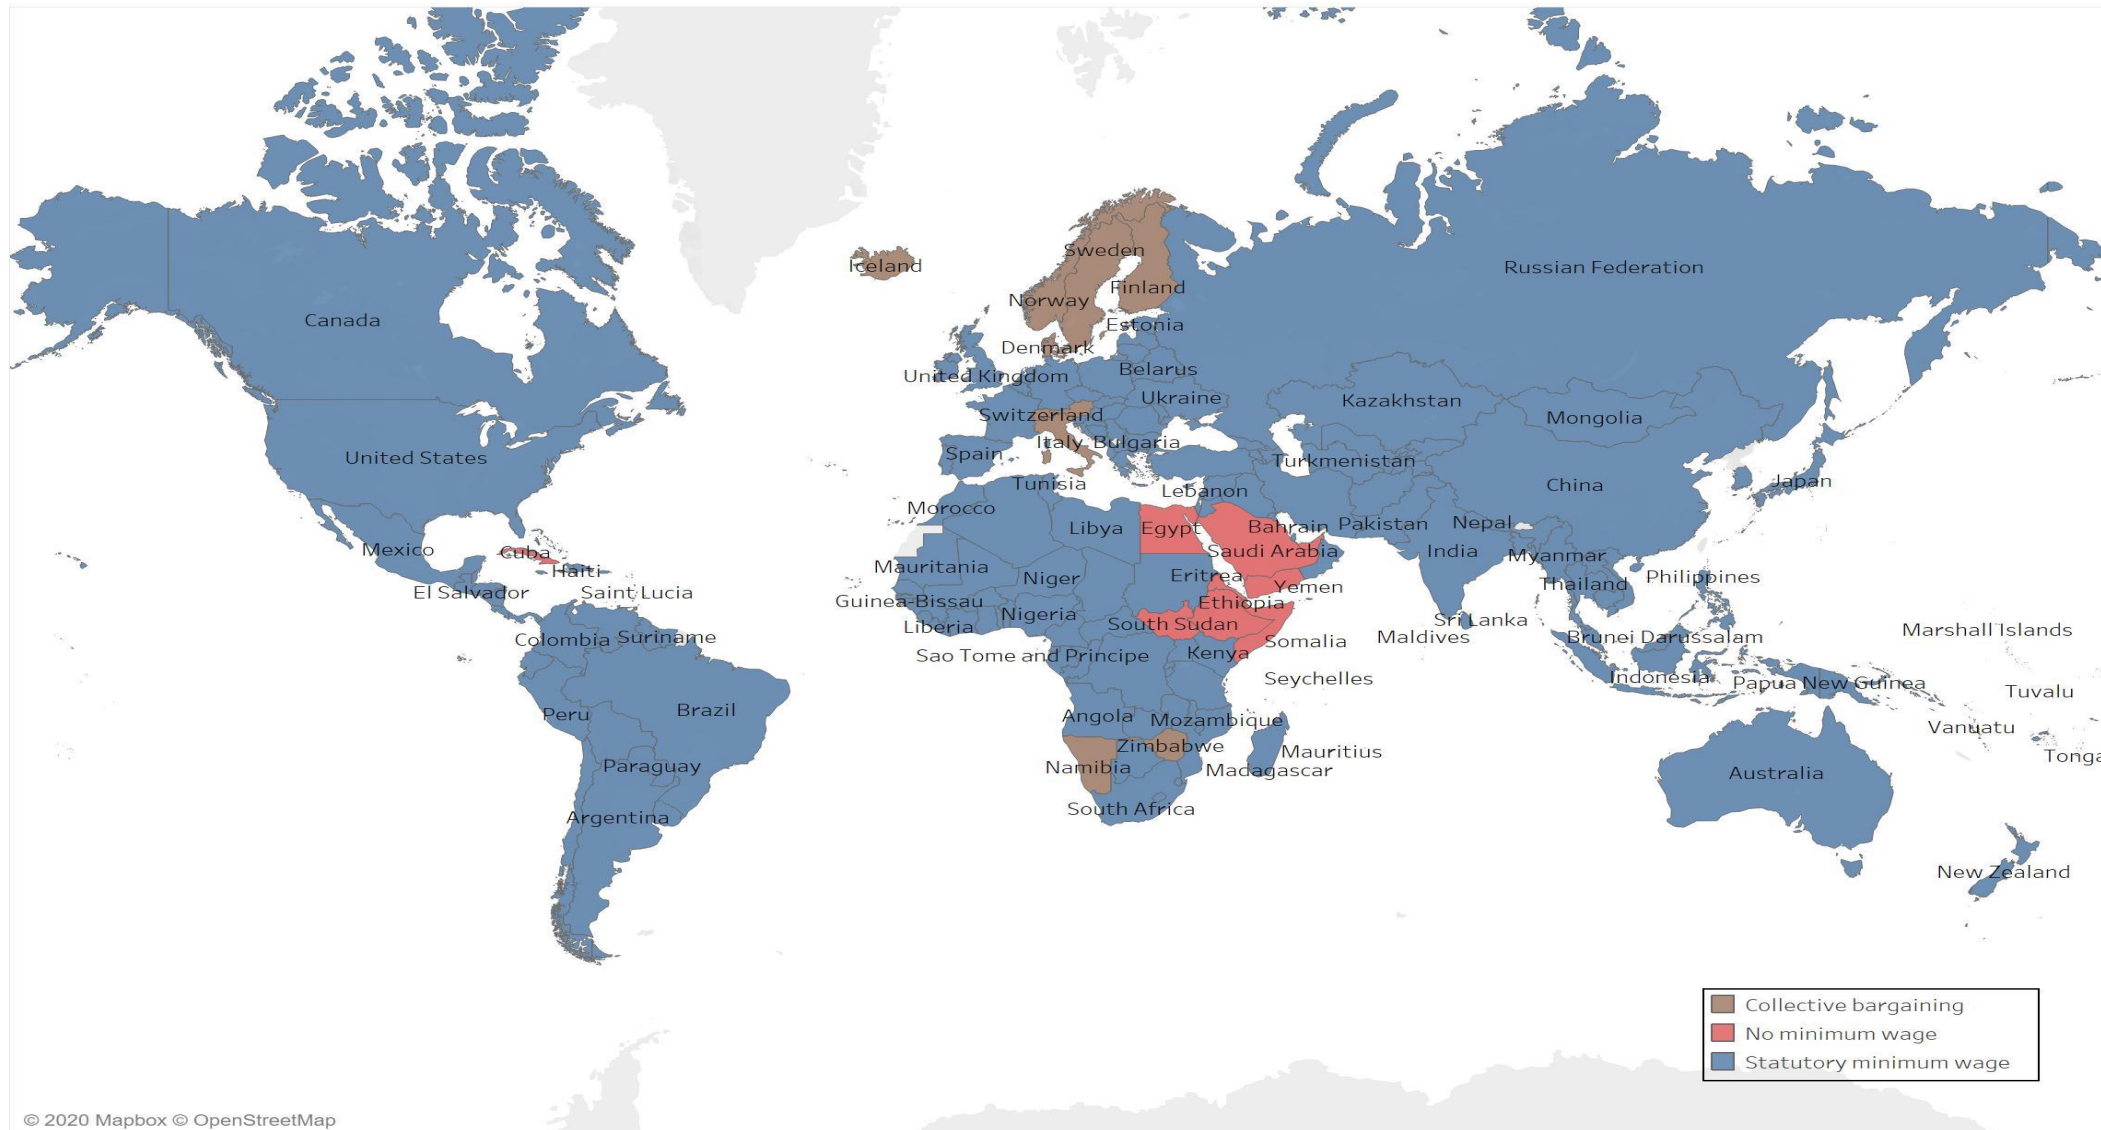 Sweden
Iceland
Russian Federation
Finland
Norway
Canada
Estonia
Denmark
Belarus
United Kingdom
Ukraine
Kazakhstan
Switzerland
Mongolia
Italy
Bulgaria
Spain
United States
Turkmenistan
Tunisia
Japan
China
Lebanon
Morocco
Libya
Egypt
Bahrain
Pakistan
Nepal
Mexico
Cuba
Saudi Arabia
India
Myanmar
Haiti
Mauritania
Niger
Eritrea
Philippines
Thailand
El Salvador
Saint Lucia
Yemen
Guinea-Bissau
Ethiopia
Nigeria
Liberia
South Sudan
Sri Lanka
Colombia
Suriname
Somalia
Maldives
Brunei Darussalam
Marshall Islands
Sao Tome and Principe
Kenya
Seychelles
Indonesia
Papua New Guinea
Tuvalu
Peru
Brazil
Angola
Mozambique
Vanuatu
Zimbabwe
Mauritius
Tonga
Paraguay
Namibia
Madagascar
Australia
South Africa
Argentina
New Zealand
Collective bargaining
No minimum wage
Statutory minimum wage
© 2020 Mapbox © OpenStreetMap